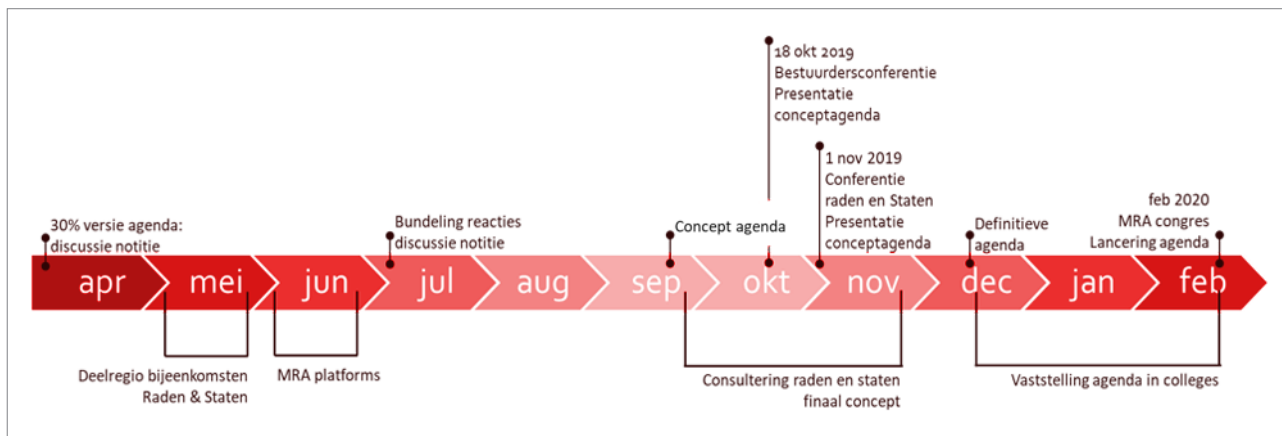 18 okt 2019
Bestuurdersconferentie
Presentatie
conceptagenda
1 nov 2019
Conferentie
raden en Staten
Presentatie
conceptagenda
30% versie agenda:
discussie notitie
Bundeling reacties
discussie notitie
Concept agenda
Definitieve
agenda
feb 2020
MRA congres
Lancering agenda
apr
mei
jun
jul
aug
sep
okt
nov
dec
jan
feb
Deelregio bijeenkomsten
Raden & Staten
MRA platforms
Consultering raden en staten
finaal concept
Vaststelling agenda in colleges